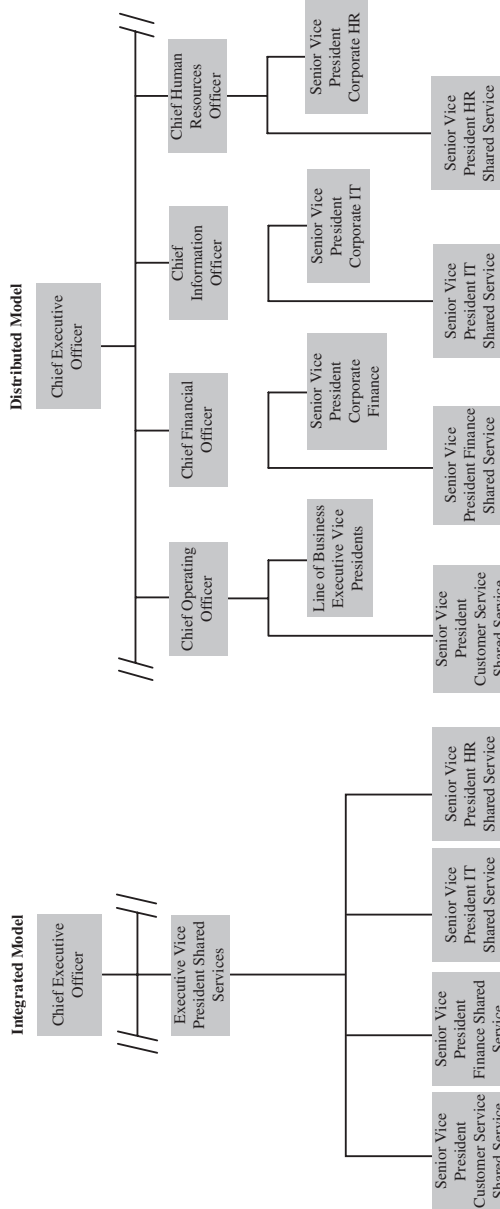 Integrated Model
Chief Executive
Officer
Executive Vice
President Shared
Services
Senior Vice
President
Customer Service
Shared Service
Senior Vice
President
Finance Shared
Service
Senior Vice
President IT
Shared Service
Senior Vice
President HR
Shared Service
Distributed Model
Chief Executive
Officer
Chief Operating
Officer
Chief Financial
Officer
Chief
Information
Officer
Chief Human
Resources
Officer
Line of Business
Executive Vice
Presidents
Senior Vice
President
Corporate
Finance
Senior Vice
President
Corporate IT
Senior Vice
President
Corporate HR
Senior Vice
President
Customer Service
Shared Service
Senior Vice
President Finance
Shared Service
Senior Vice
President IT
Shared Service
Senior Vice
President HR
Shared Service